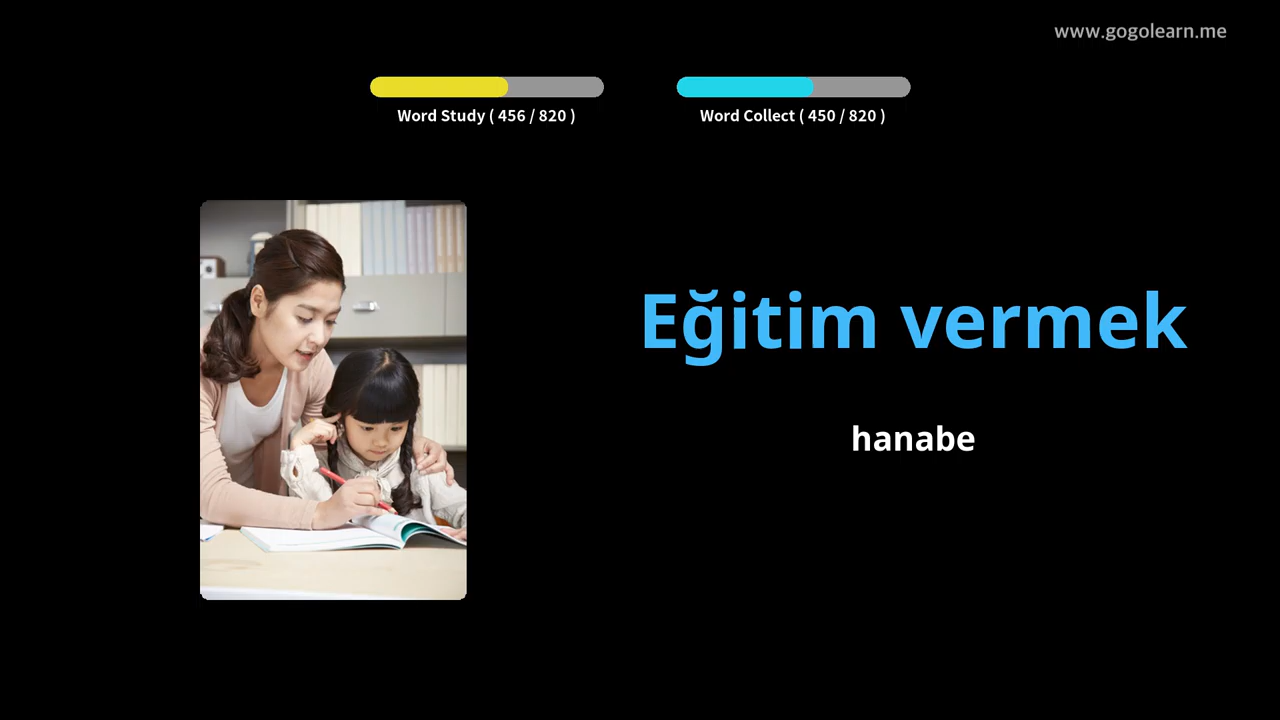 www.gogolearn.me
Word Study ( 456 / 820 )
Word Collect ( 450 / 820 )
Eğitim vermek
hanabe